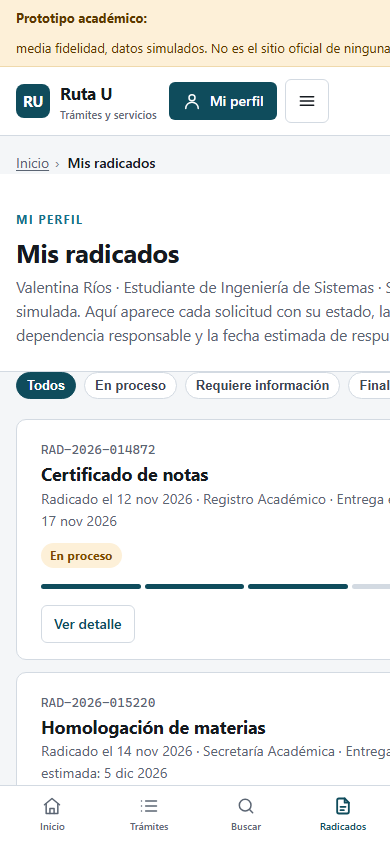 Prototipo académico:
media fidelidad, datos simulados. No es el sitio oficial de ninguna
RU
Ruta U
Trámites y servicios
Mi perfil
Inicio › Mis radicados
MI PERFIL
Mis radicados
Valentina Ríos · Estudiante de Ingeniería de Sistemas · S
simulada. Aquí aparece cada solicitud con su estado, la
dependencia responsable y la fecha estimada de respu
Todos
En proceso
Requiere información
Final
RAD-2026-014872
Certificado de notas
Radicado el 12 nov 2026 · Registro Académico · Entrega e
17 nov 2026
En proceso
Ver detalle
RAD-2026-015220
Homologación de materias
Radicado el 14 nov 2026 · Secretaría Académica · Entrega
estimada: 5 dic 2026
Inicio
Trámites
Buscar
Radicados